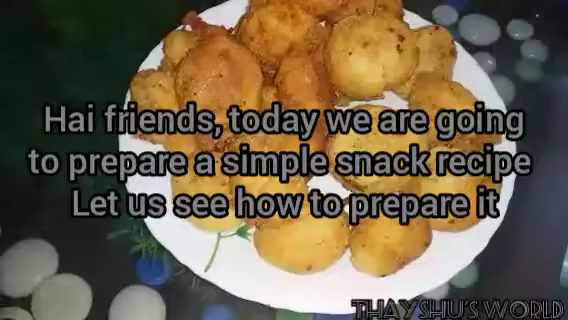 Hai friends, today we are going
to prepare a simple snack recipe
Let us see how to prepare it
THAYSHU'S WORLD